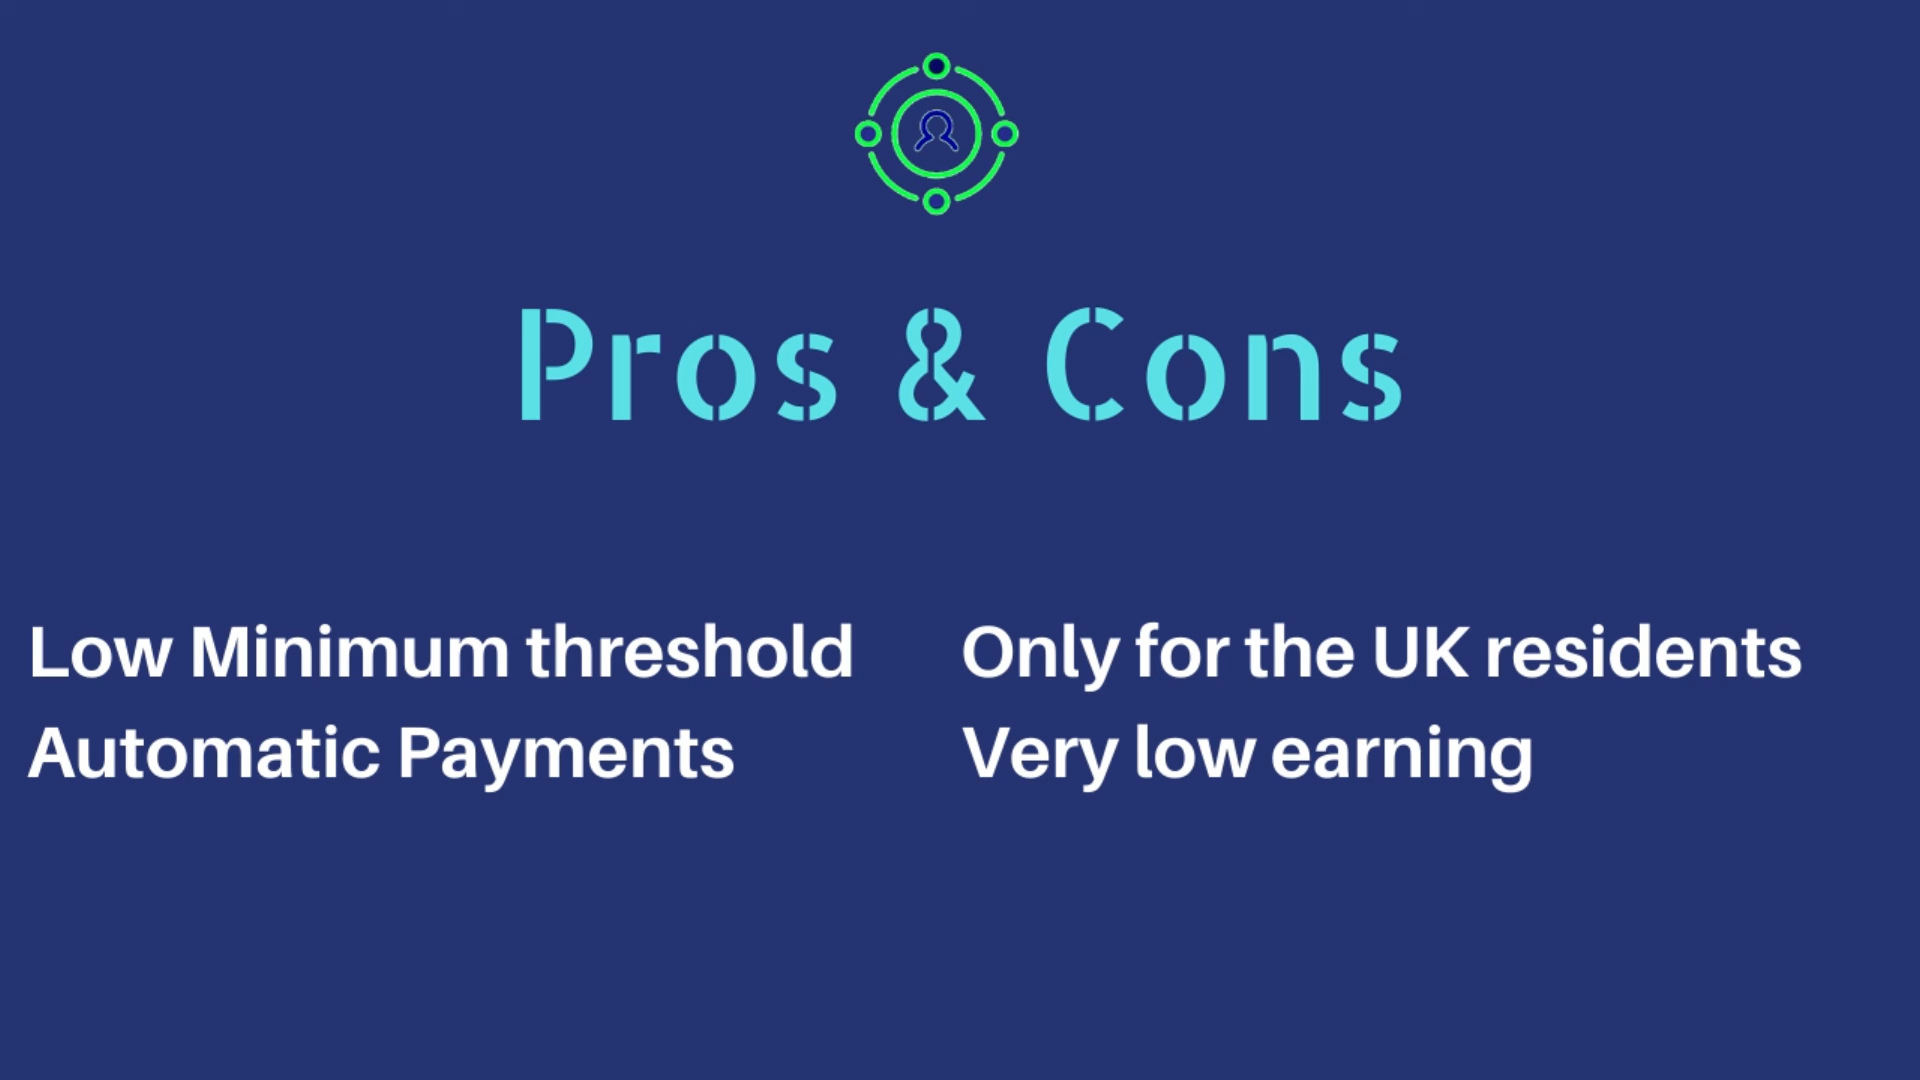 Pros & Cons
Low Minimum threshold
Automatic Payments
Only for the UK residents
Very low earning